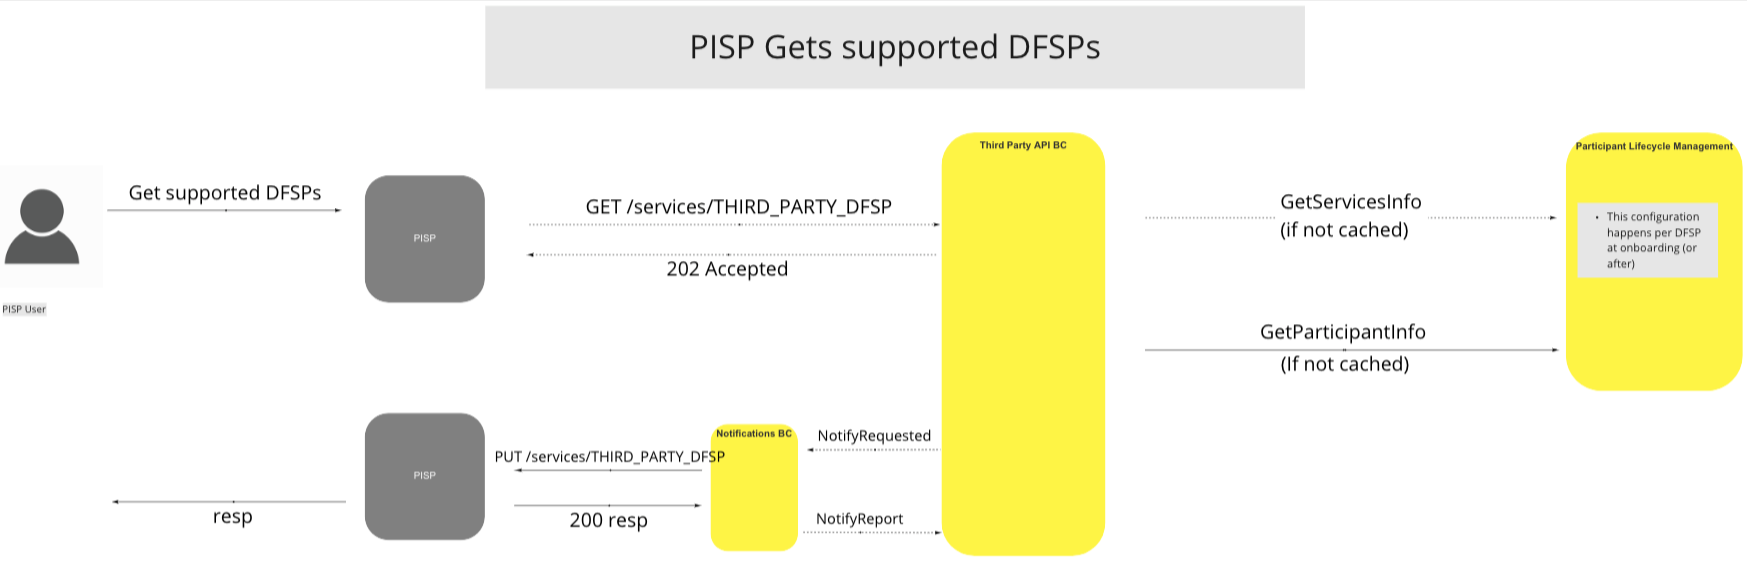 PISP Gets supported DFSPs
Third Party API BC
Participant Lifecycle Management
Get supported DFSPs
GET /services/THIRD_PARTY_DFSP
GetServicesInfo
(if not cached)
• This configuration
happens per DFSP
at onboarding (or
after)
PISP
202 Accepted
PISP User
GetParticipantInfo
(If not cached)
Notifications BC
NotifyRequested
PUT /services/THIRD_PARTY_DFSP
PISP
resp
200 resp
NotifyReport